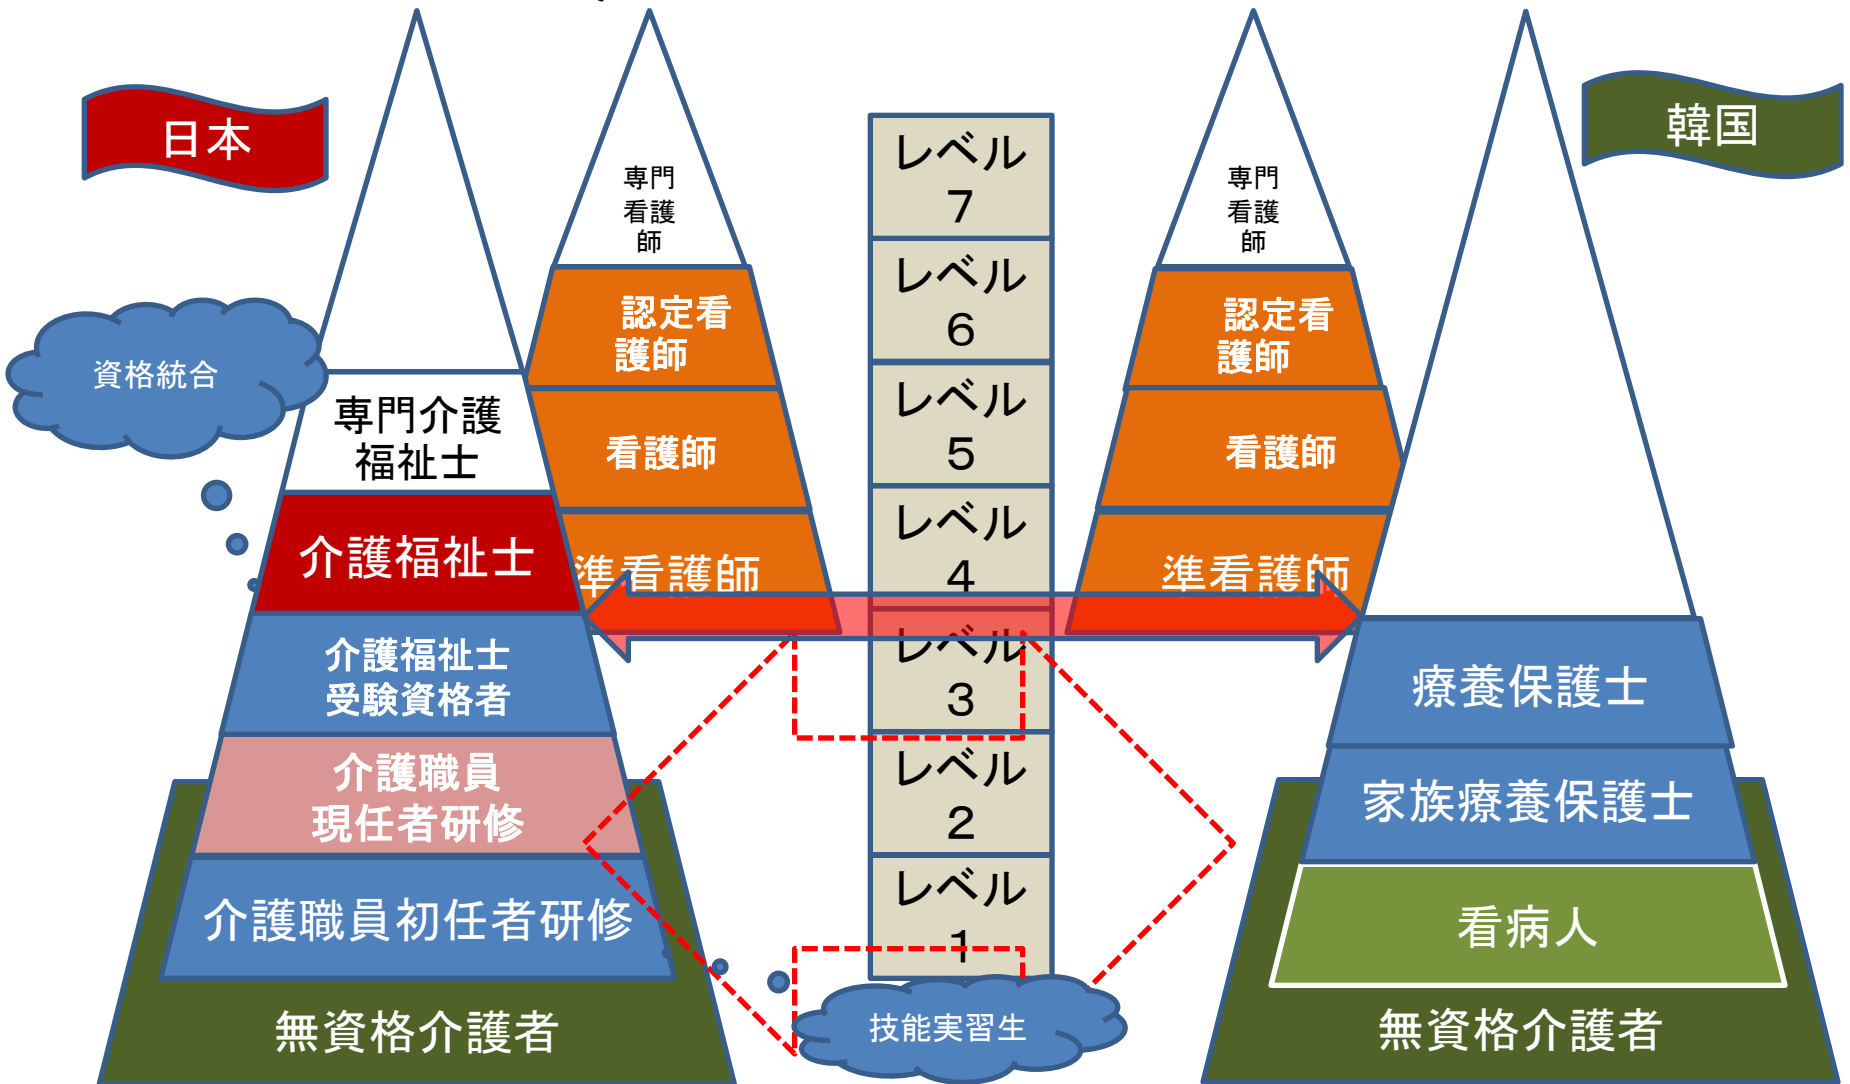 日本
韓国
専門
看護
師
認定看
護師
看護師
準看護師
資格統合
専門介護
福祉士
介護福祉士
介護福祉士
受験資格者
介護職員
現任者研修
介護職員初任者研修
無資格介護者
レベル
7
レベル
6
レベル
5
レベル
4
レベル
3
レベル
2
レベル
1
技能実習生
専門
看護
師
認定看
護師
看護師
準看護師
療養保護士
家族療養保護士
看病人
無資格介護者